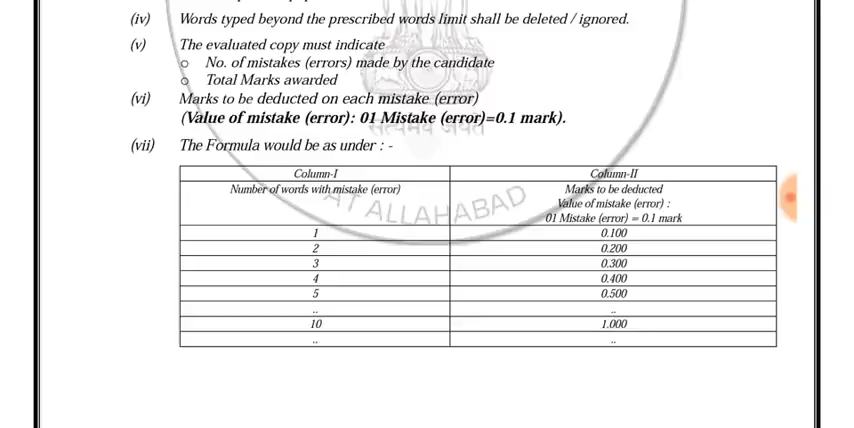 (iv) Words typed beyond the prescribed words limit shall be deleted / ignored.
(v) The evaluated copy must indicate
o No. of mistakes (errors) made by the candidate
o Total Marks awarded
(vi) Marks to be deducted on each mistake (error)
(Value of mistake (error): 01 Mistake (error)=0.1 mark).
सत्यमेव जयते
(vii) The Formula would be as under : -
Column-I Column-II
Number of words with mistake (error) Marks to be deducted
Value of mistake (error) :
01 Mistake (error) = 0.1 mark
AT ALLAHABAD
1 0.100
2 0.200
3 0.300
4 0.400
5 0.500
.. ..
10 1.000
.. ..